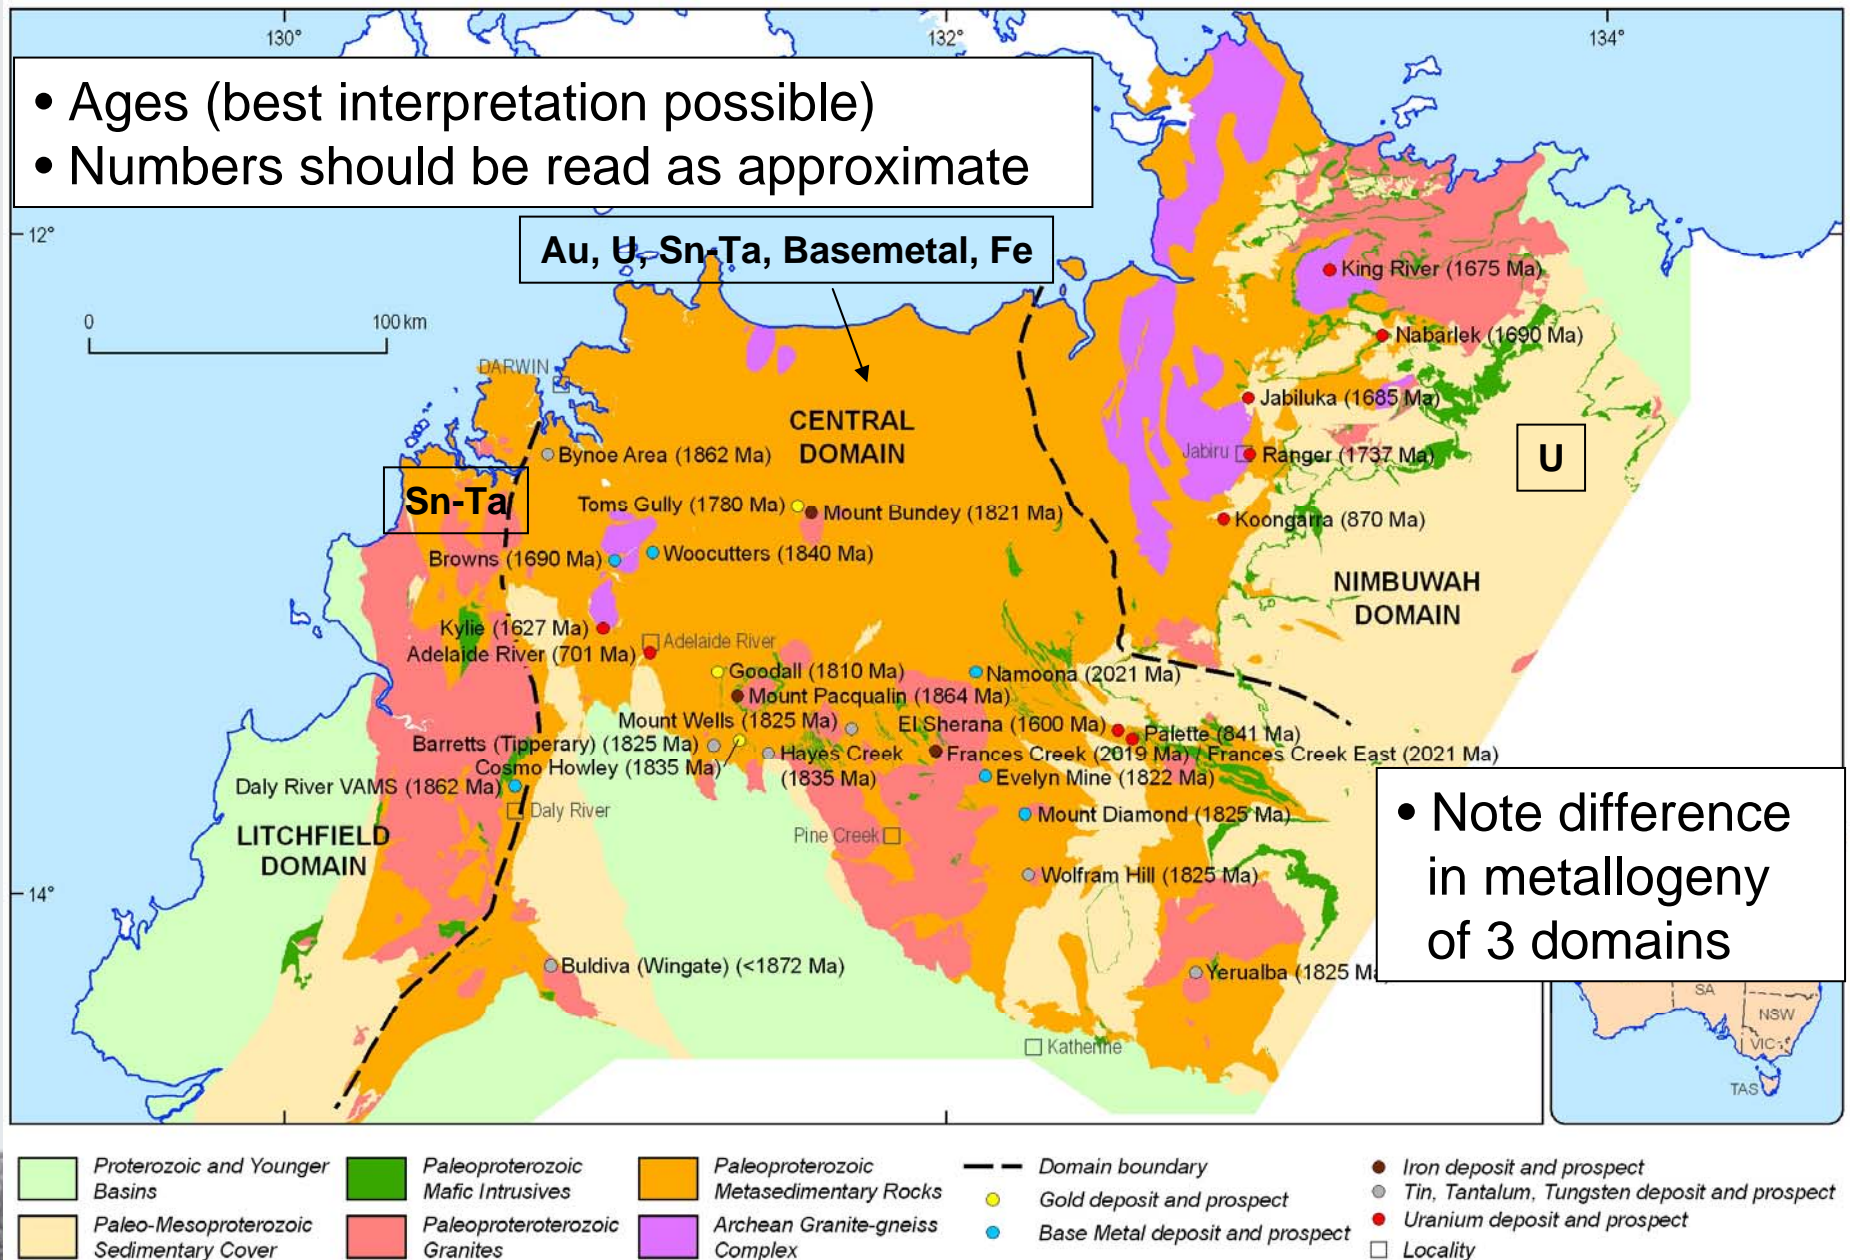 130°
132°
134°
• Ages (best interpretation possible)
• Numbers should be read as approximate
12°
Au, U, Sn-Ta, Basemetal, Fe
King River (1675 Ma)
0 100 km
Nabarlek (1690 Ma)
DARWIN
Jabiluka (1685 Ma)
CENTRAL
DOMAIN
Bynoe Area (1862 Ma)
Jabiru
Ranger (1737 Ma)
U
Sn-Ta
Toms Gully (1780 Ma)
Mount Bundey (1821 Ma)
Koongarra (870 Ma)
Browns (1690 Ma)
Woocutters (1840 Ma)
NIMBUWAH
DOMAIN
Kylie (1627 Ma)
Adelaide River
Adelaide River (701 Ma)
Goodall (1810 Ma)
Namoona (2021 Ma)
Mount Pacqualin (1864 Ma)
Mount Wells (1825 Ma)
El Sherana (1600 Ma)
Palette (841 Ma)
Barretts (Tipperary) (1825 Ma)
Hayes Creek
(1835 Ma)
Frances Creek (2019 Ma) / Frances Creek East (2021 Ma)
Cosmo Howley (1835 Ma)
Evelyn Mine (1822 Ma)
Daly River VAMS (1862 Ma)
Daly River
Mount Diamond (1825 Ma)
LITCHFIELD
DOMAIN
Pine Creek
• Note difference
in metallogeny
of 3 domains
Wolfram Hill (1825 Ma)
14°
Buldiva (Wingate) (<1872 Ma)
Yerualba (1825 Ma
SA
NSW
VIC
Katherine
TAS
Proterozoic and Younger
Basins
Paleoproterozoic
Mafic Intrusives
Paleoproterozoic
Metasedimentary Rocks
Domain boundary
Gold deposit and prospect
Base Metal deposit and prospect
Iron deposit and prospect
Tin, Tantalum, Tungsten deposit and prospect
Uranium deposit and prospect
Locality
Paleo-Mesoproterozoic
Sedimentary Cover
Paleoproteroterozoic
Granites
Archean Granite-gneiss
Complex